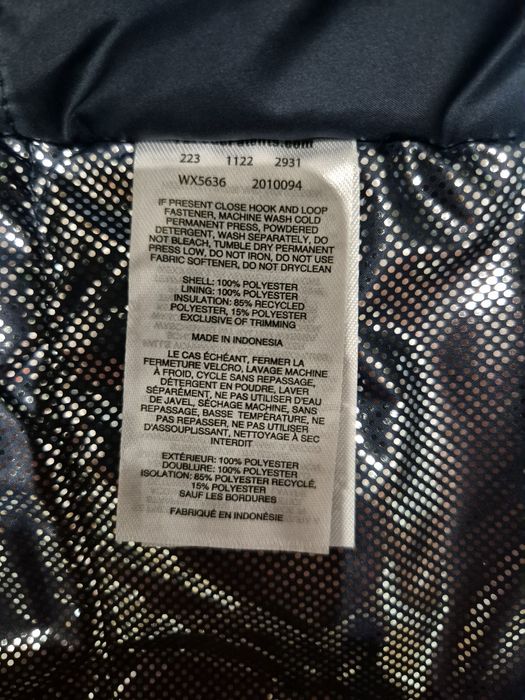 223 1122 2931
WX5636 2010094
IF PRESENT CLOSE HOOK AND LOOP
FASTENER, MACHINE WASH COLD
PERMANENT PRESS, POWDERED
DETERGENT, WASH SEPARATELY, DO
NOT BLEACH, TUMBLE DRY PERMANENT
PRESS LOW, DO NOT IRON, DO NOT USE
FABRIC SOFTENER, DO NOT DRYCLEAN
SHELL: 100% POLYESTER
LINING: 100% POLYESTER
INSULATION: 85% RECYCLED
POLYESTER, 15% POLYESTER
EXCLUSIVE OF TRIMMING
MADE IN INDONESIA
LE CAS ÉCHÉANT, FERMER LA
FERMETURE VELCRO, LAVAGE MACHINE
À FROID, CYCLE SANS REPASSAGE,
DÉTERGENT EN POUDRE, LAVER
SÉPARÉMENT, NE PAS UTILISER D'EAU
DE JAVEL, SÉCHAGE MACHINE, SANS
REPASSAGE, BASSE TEMPÉRATURE, NE
PAS REPASSER, NE PAS UTILISER
D'ASSOUPLISSANT, NETTOYAGE À SEC
INTERDIT
EXTÉRIEUR: 100% POLYESTER
DOUBLURE: 100% POLYESTER
ISOLATION: 85% POLYESTER RECYCLÉ,
15% POLYESTER
SAUF LES BORDURES
FABRIQUÉ EN INDONÉSIE